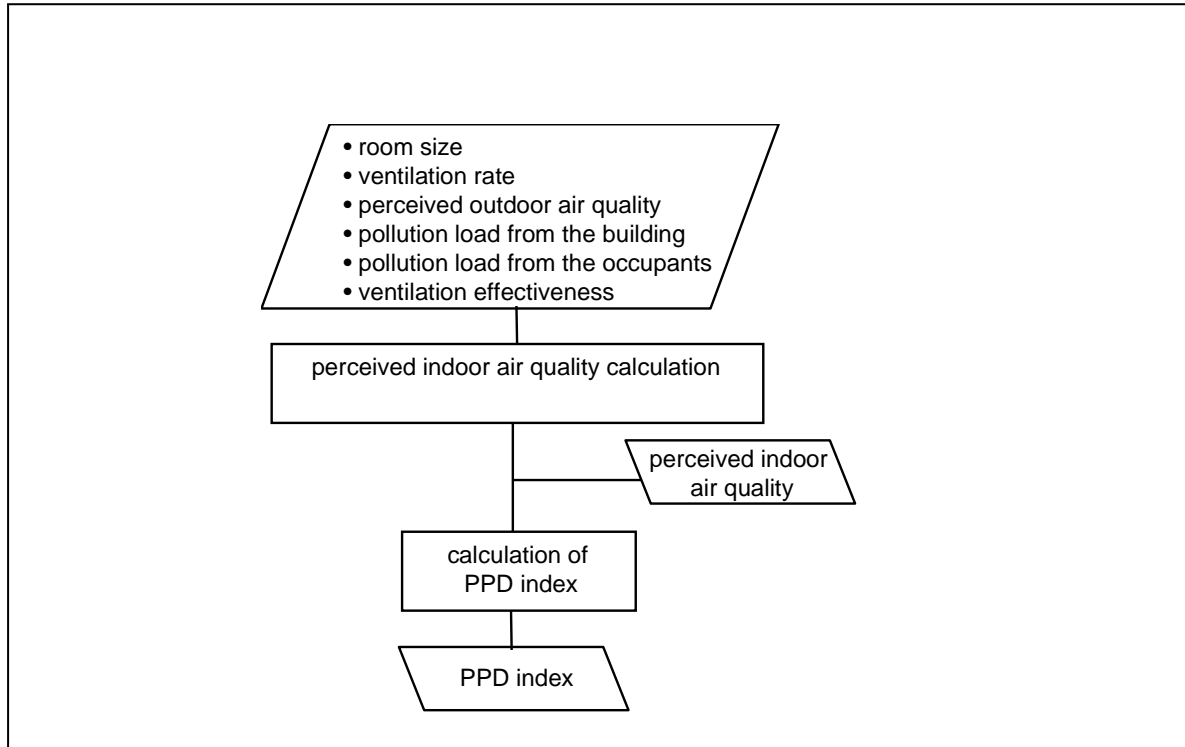 • room size
• ventilation rate
• perceived outdoor air quality
• pollution load from the building
• pollution load from the occupants
• ventilation effectiveness
perceived indoor air quality calculation
perceived indoor
air quality
calculation of
PPD index
PPD index